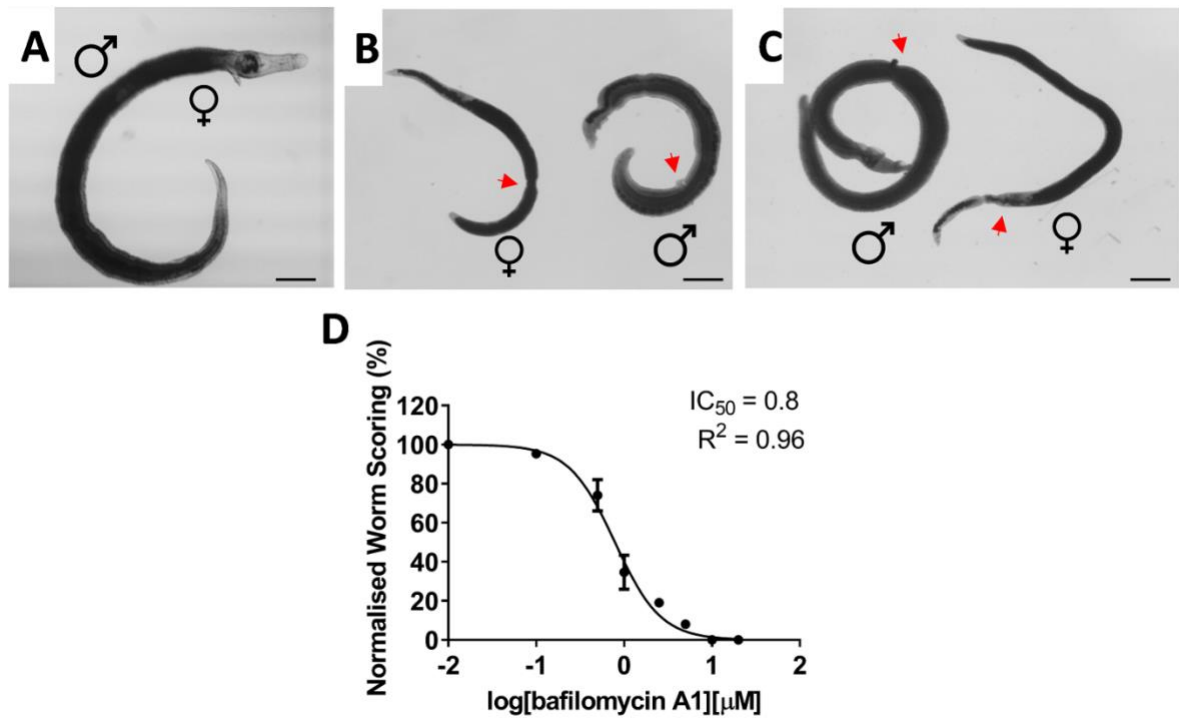 A
♂
♀
B
♀
♂
C
♂
♀
D
Normalised Worm Scoring (%)
120
100
80
60
40
20
0
IC50 = 0.8
R2 = 0.96
-2 -1 0 1 2
log[bafilomycin A1][µM]